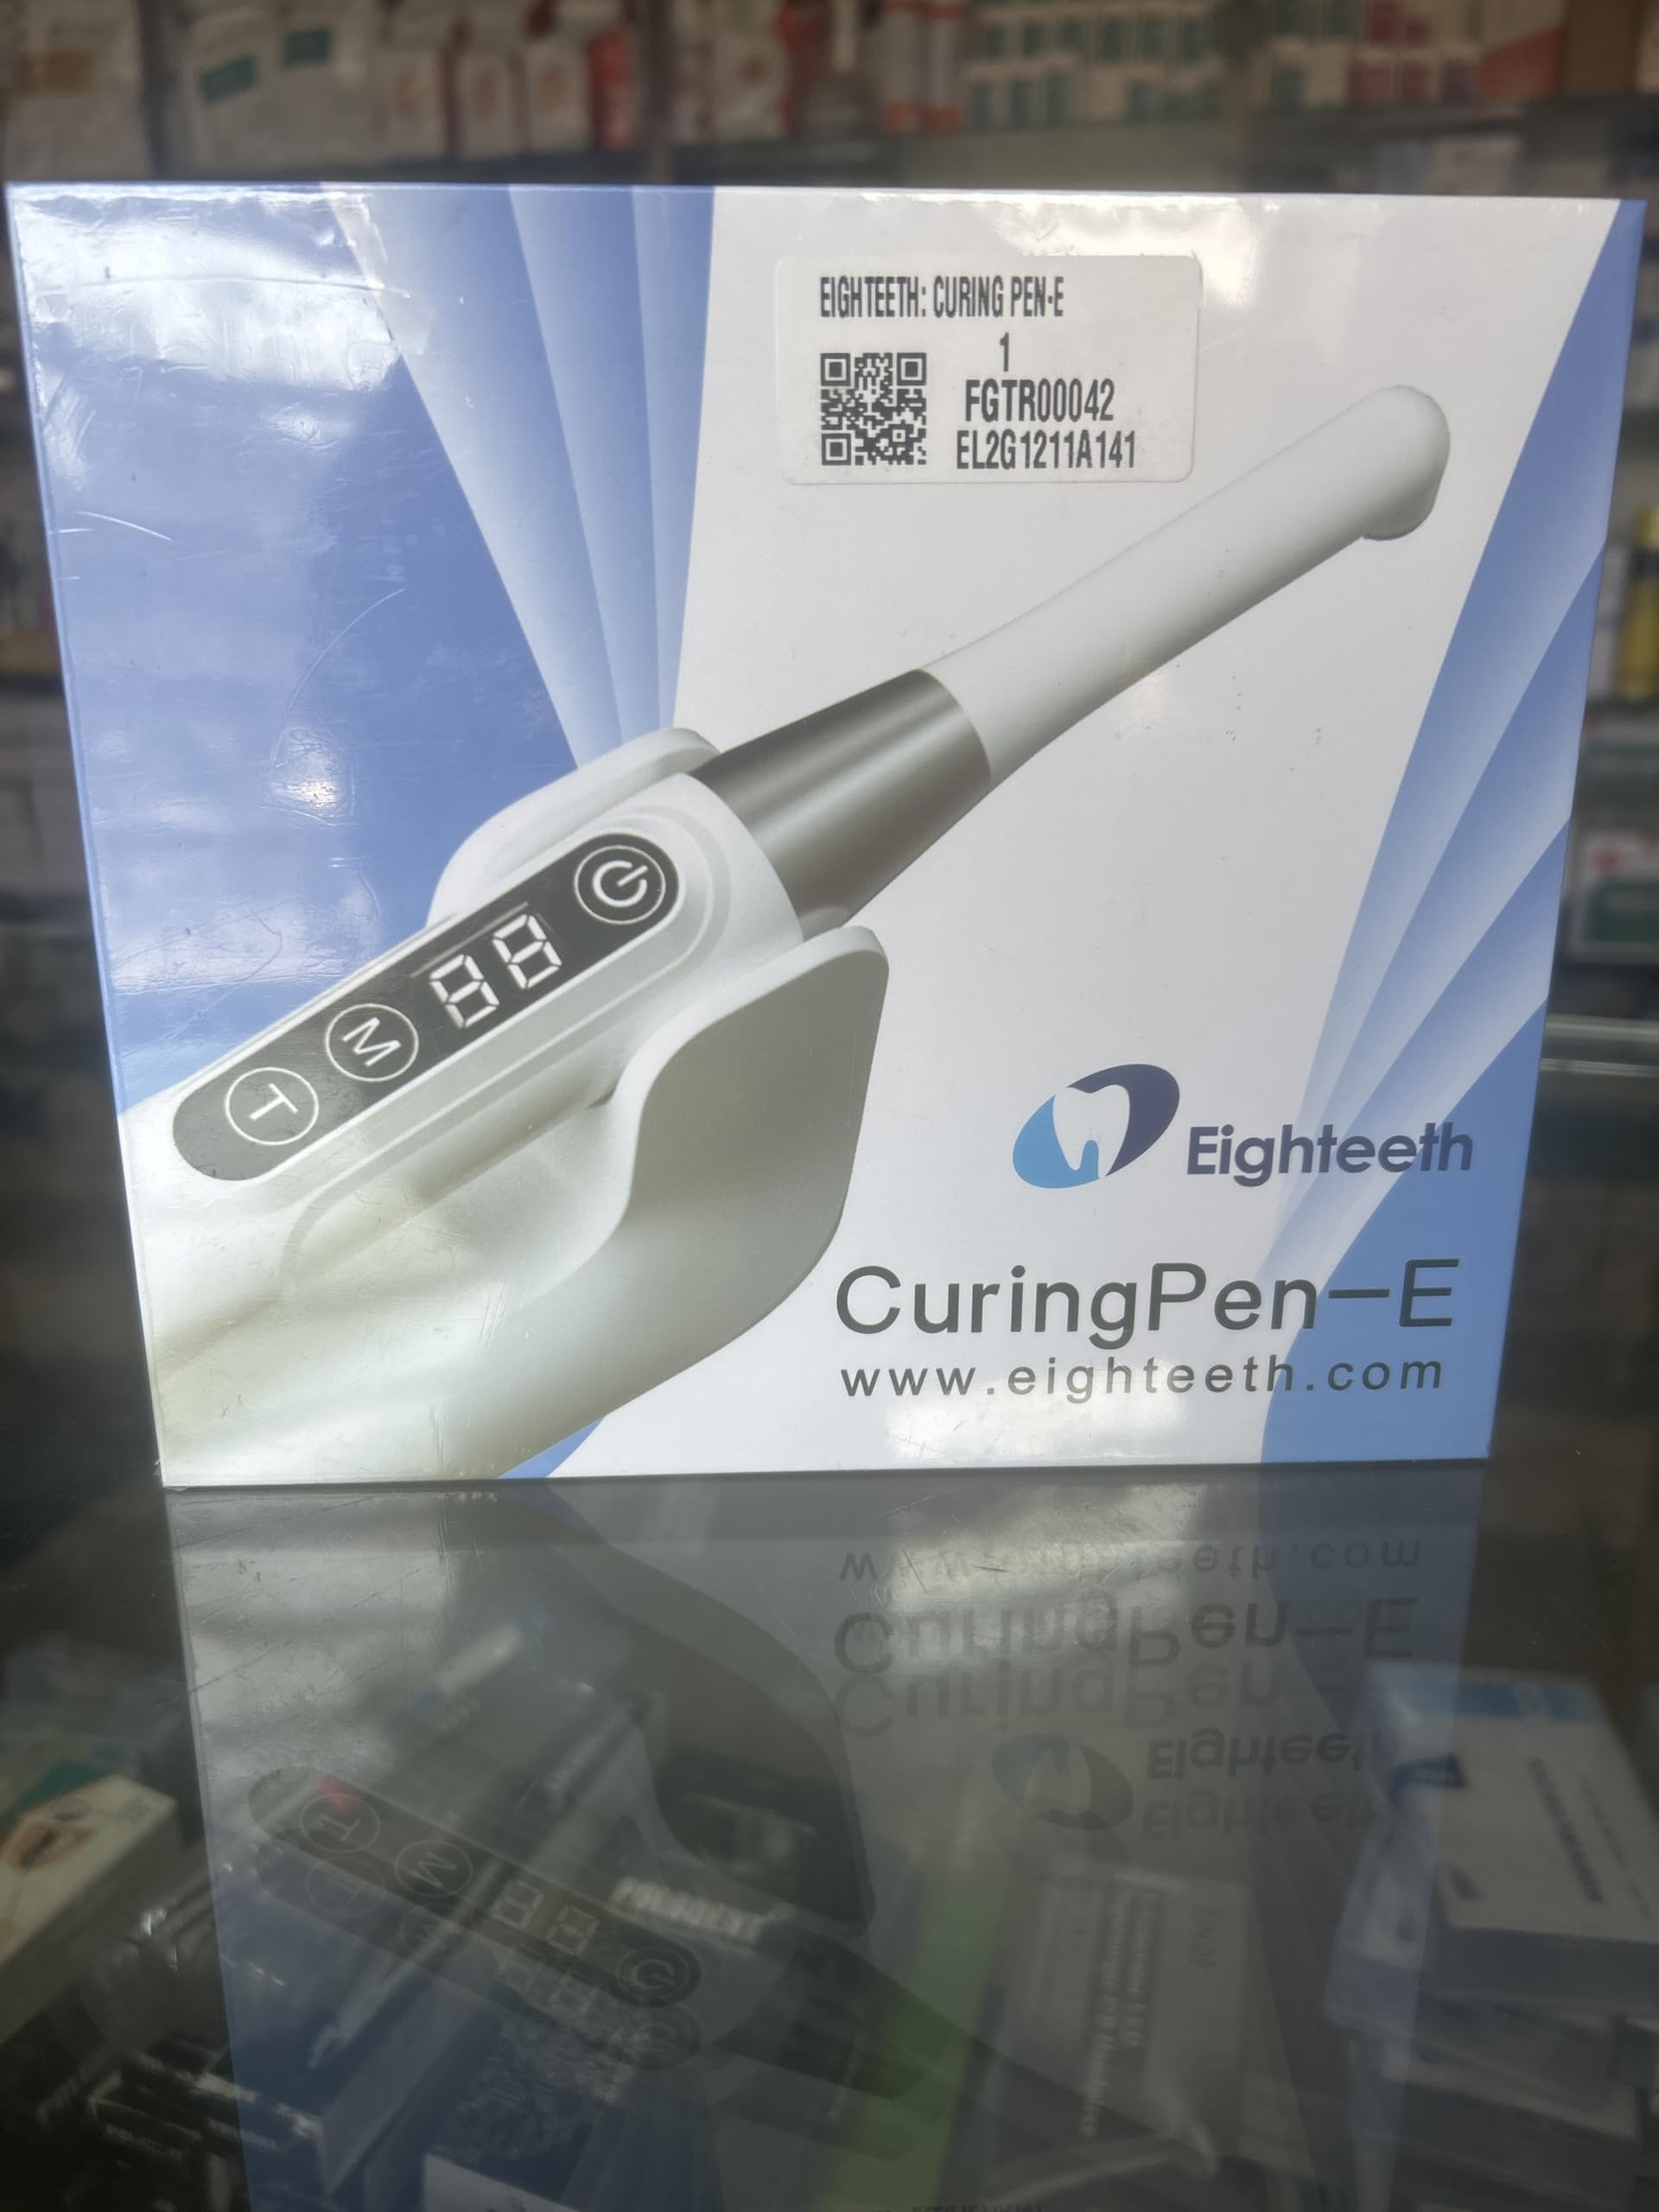 EIGHTEETH: CURING PEN-E
1
FGTR00042
EL2G1211A141
T
M
88
Eighteeth
CuringPen-E
www.eighteeth.com